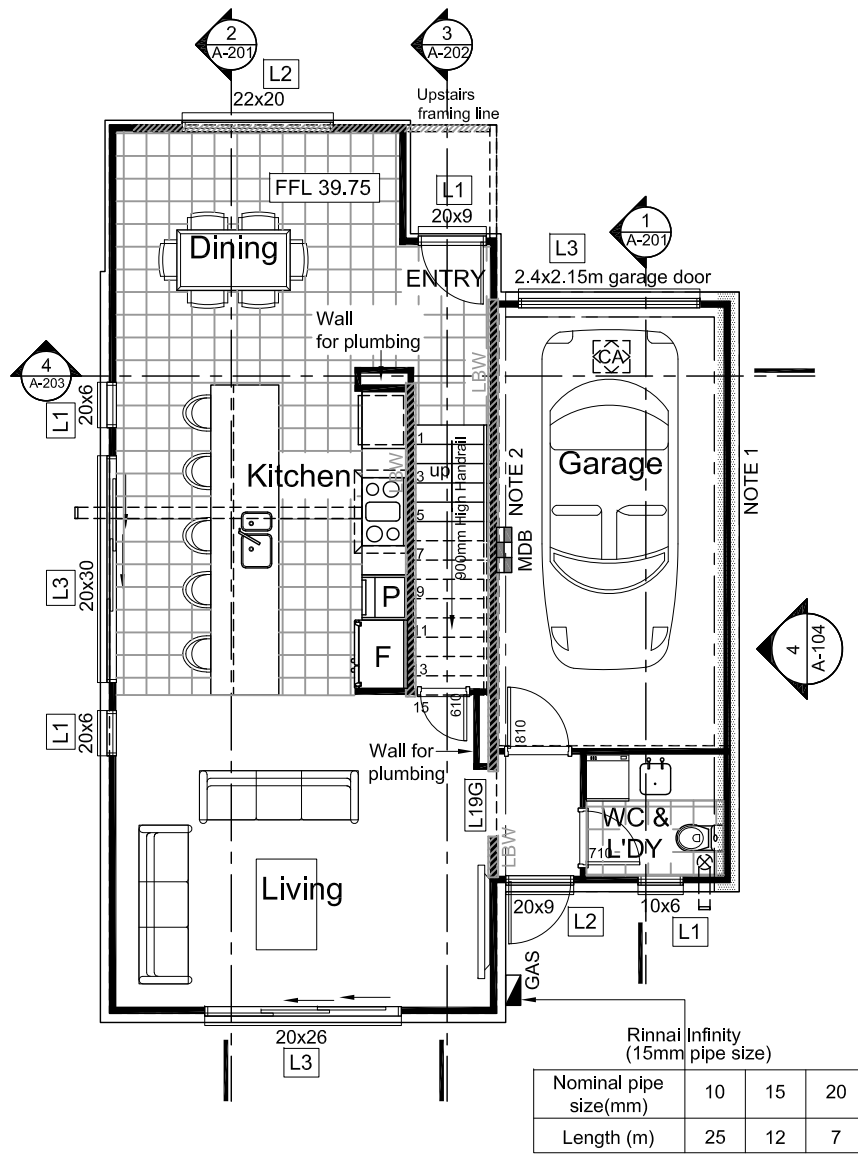 2
A-201
3
A-202
L2
22x20
Upstairs
framing line
FFL 39.75
L1
20x9
1
A-201
L3
2.4x2.15m garage door
Dining
ENTRY
Wall
for plumbing
CA
4
A-203
LBW
20x6
L1
1
up
3
Kitchen
LBW
900mm High Handrail
NOTE 2
Garage
NOTE 1
5
MDB
7
L3
20x30
9
P
11
F
13
4
A-104
15
610
810
L1
20x6
Wall for
plumbing
L19G
LBW
WC &
L'DY
710
Living
20x9
L2
10x6
L1
GAS
20x26
L3
Rinnai Infinity
(15mm pipe size)
Nominal pipe
size(mm)
10
15
20
Length (m)
25
12
7